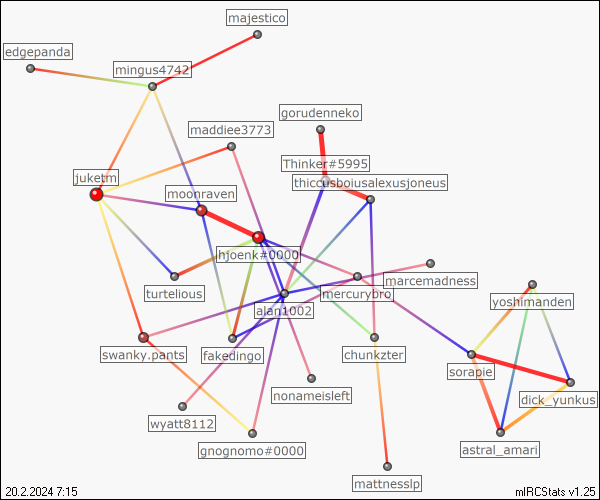 majestico
edgepanda
mingus4742
gorudenneko
maddiee3773
Thinker#5995
juketm
thiccusboiusalexusjoneus
moonraven
hjoenk#0000
marcemadness
turtelious
mercurybro
yoshimanden
alan1002
swanky.pants
fakedingo
chunkzter
sorapie
nonameisleft
dick_yunkus
wyatt8112
gnognomo#0000
astral_amari
mattnesslp
20.2.2024 7:15
mIRCStats v1.25